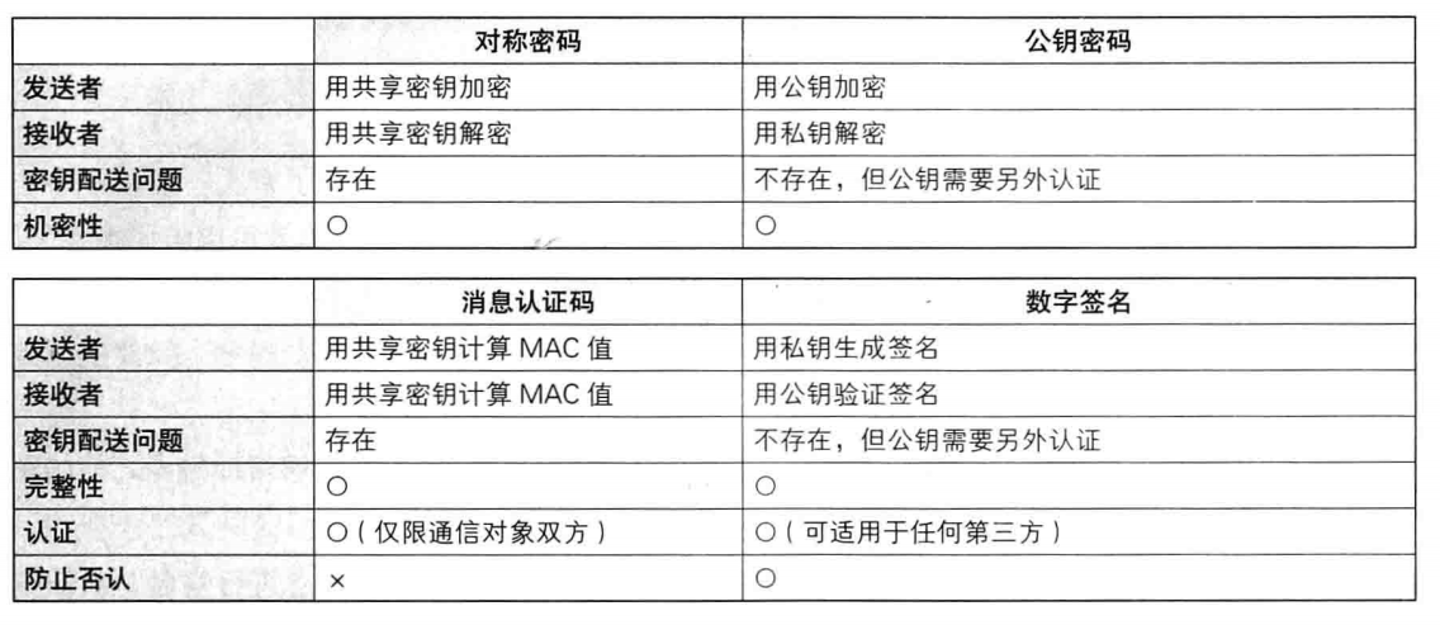 对称密码 公钥密码
发送者 用共享密钥加密 用公钥加密
接收者 用共享密钥解密 用私钥解密
密钥配送问题 存在 不存在，但公钥需要另外认证
机密性 ○ ○
消息认证码 数字签名
发送者 用共享密钥计算 MAC 值 用私钥生成签名
接收者 用共享密钥计算 MAC 值 用公钥验证签名
密钥配送问题 存在 不存在，但公钥需要另外认证
完整性 ○ ○
认证 ○（仅限通信对象双方） ○（可适用于任何第三方）
防止否认 × ○